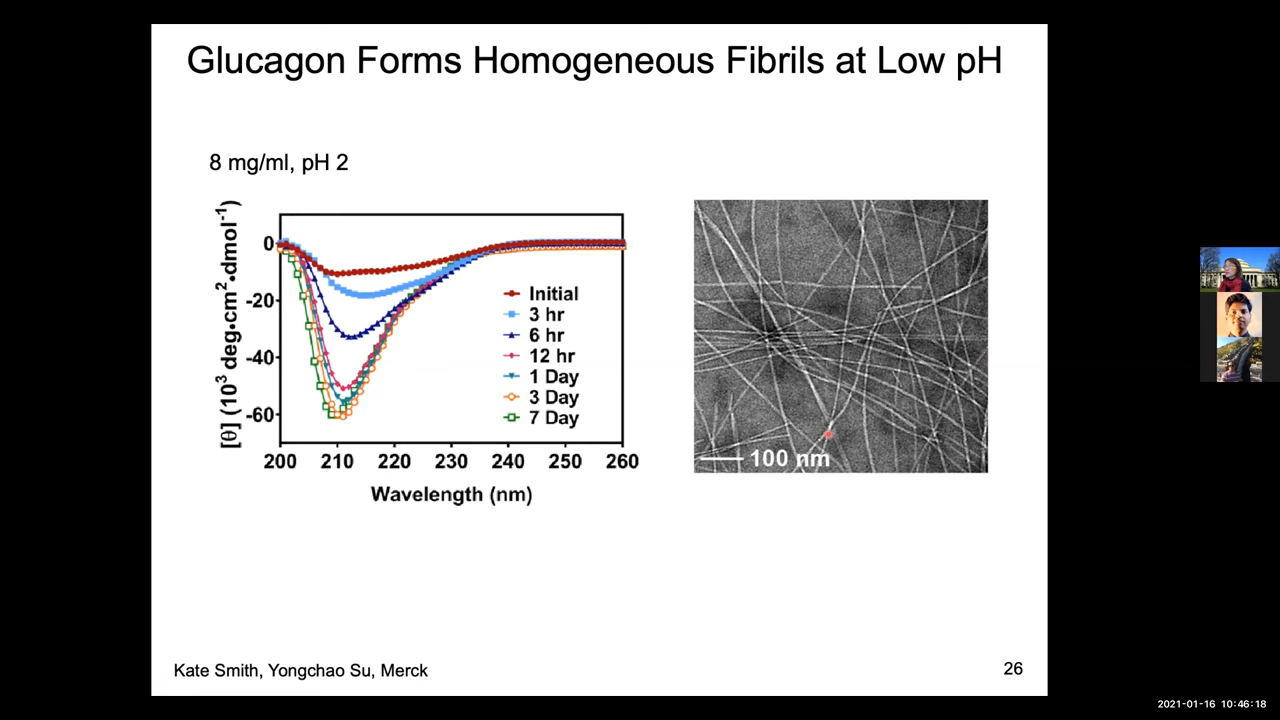 Glucagon Forms Homogeneous Fibrils at Low pH
8 mg/ml, pH 2
[θ] (10³ deg•cm²•dmol⁻¹)
0
-20
-40
-60
Initial
3 hr
6 hr
12 hr
1 Day
3 Day
7 Day
200 210 220 230 240 250 260
Wavelength (nm)
100 nm
Kate Smith, Yongchao Su, Merck
26
2021-01-16 10:46:18